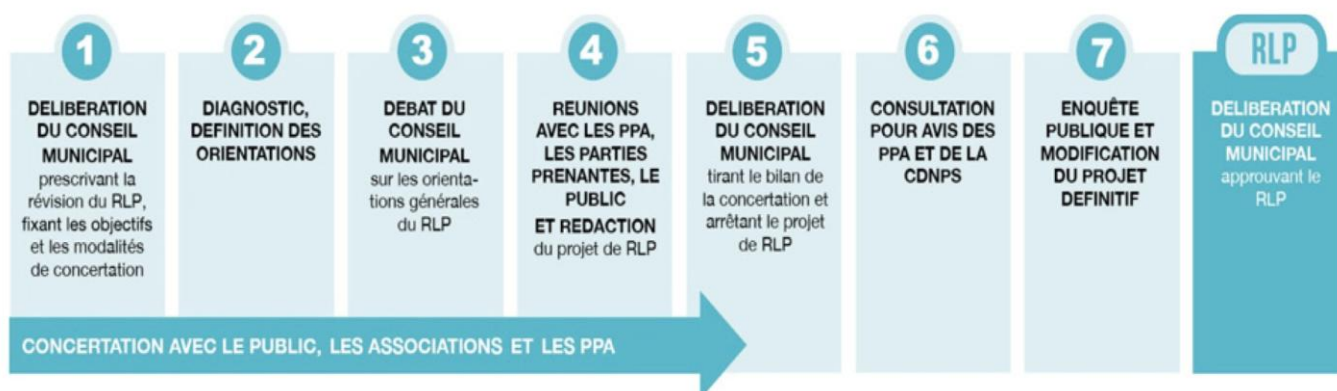 1
DELIBERATION
DU CONSEIL
MUNICIPAL
prescrivant la
révision du RLP,
fixant les objectifs
et les modalités
de concertation
2
DIAGNOSTIC,
DEFINITION DES
ORIENTATIONS
3
DEBAT DU
CONSEIL
MUNICIPAL
sur les orienta-
tions générales
du RLP
4
REUNIONS
AVEC LES PPA,
LES PARTIES
PRENANTES, LE
PUBLIC
ET REDACTION
du projet de RLP
5
DELIBERATION
DU CONSEIL
MUNICIPAL
tirant le bilan de
la concertation et
arrêtant le projet
de RLP
6
CONSULTATION
POUR AVIS DES
PPA ET DE LA
CDNPS
7
ENQUÊTE
PUBLIQUE ET
MODIFICATION
DU PROJET
DEFINITIF
RLP
DELIBERATION
DU CONSEIL
MUNICIPAL
approuvant le
RLP
CONCERTATION AVEC LE PUBLIC, LES ASSOCIATIONS ET LES PPA